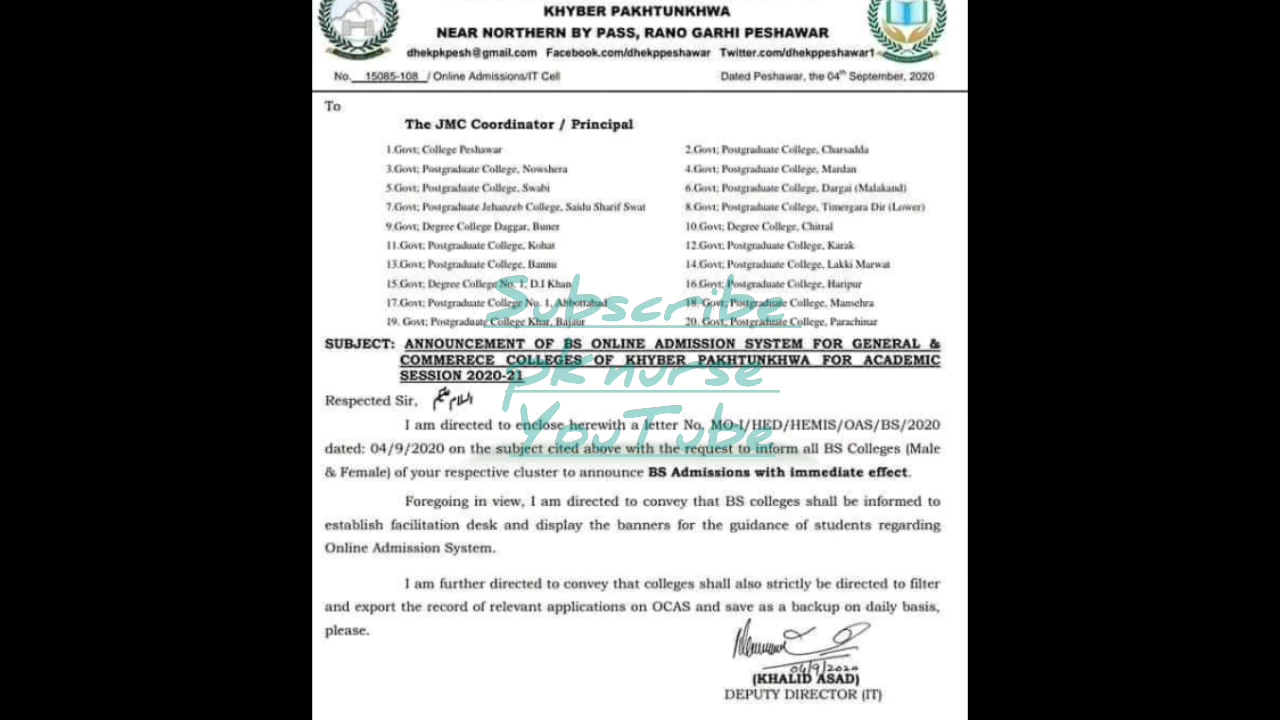 KHYBER PAKHTUNKHWA
NEAR NORTHERN BY PASS, RANO GARHI PESHAWAR
dhekpkpesh@gmail.com Facebook.com/dhekppeshawar Twitter.com/dhekppeshawar1
No. 15085-108 / Online Admissions/IT Cell Dated Peshawar, the 04th September, 2020
To
The JMC Coordinator / Principal
1.Govt; College Peshawar 2.Govt; Postgraduate College, Charsadda
3.Govt; Postgraduate College, Nowshera 4.Govt; Postgraduate College, Mardan
5.Govt; Postgraduate College, Swabi 6.Govt; Postgraduate College, Dargai (Malakand)
7.Govt; Postgraduate Jehanzeb College, Saidu Sharif Swat 8.Govt; Postgraduate College, Timergara Dir (Lower)
9.Govt; Degree College Daggar, Buner 10.Govt; Degree College, Chitral
11.Govt; Postgraduate College, Kohat 12.Govt; Postgraduate College, Karak
13.Govt; Postgraduate College, Bannu 14.Govt; Postgraduate College, Lakki Marwat
15.Govt; Degree College No. 1, D.I Khan 16.Govt; Postgraduate College, Haripur
17.Govt; Postgraduate College No. 1, Abbottabad 18. Govt; Postgraduate College, Mansehra
19. Govt; Postgraduate College Khar, Bajaur 20. Govt, Postgraduate College, Parachinar
Subscribe
SUBJECT: ANNOUNCEMENT OF BS ONLINE ADMISSION SYSTEM FOR GENERAL &
COMMERECE COLLEGES OF KHYBER PAKHTUNKHWA FOR ACADEMIC
SESSION 2020-21
pk nurse
Respected Sir, السلام علیکم
I am directed to enclose herewith a letter No. MO-I/HED/HEMIS/OAS/BS/2020
YouTube
dated: 04/9/2020 on the subject cited above with the request to inform all BS Colleges (Male
& Female) of your respective cluster to announce BS Admissions with immediate effect.
Foregoing in view, I am directed to convey that BS colleges shall be informed to
establish facilitation desk and display the banners for the guidance of students regarding
Online Admission System.
I am further directed to convey that colleges shall also strictly be directed to filter
and export the record of relevant applications on OCAS and save as a backup on daily basis,
please.
04/9/2020
(KHALID ASAD)
DEPUTY DIRECTOR (IT)